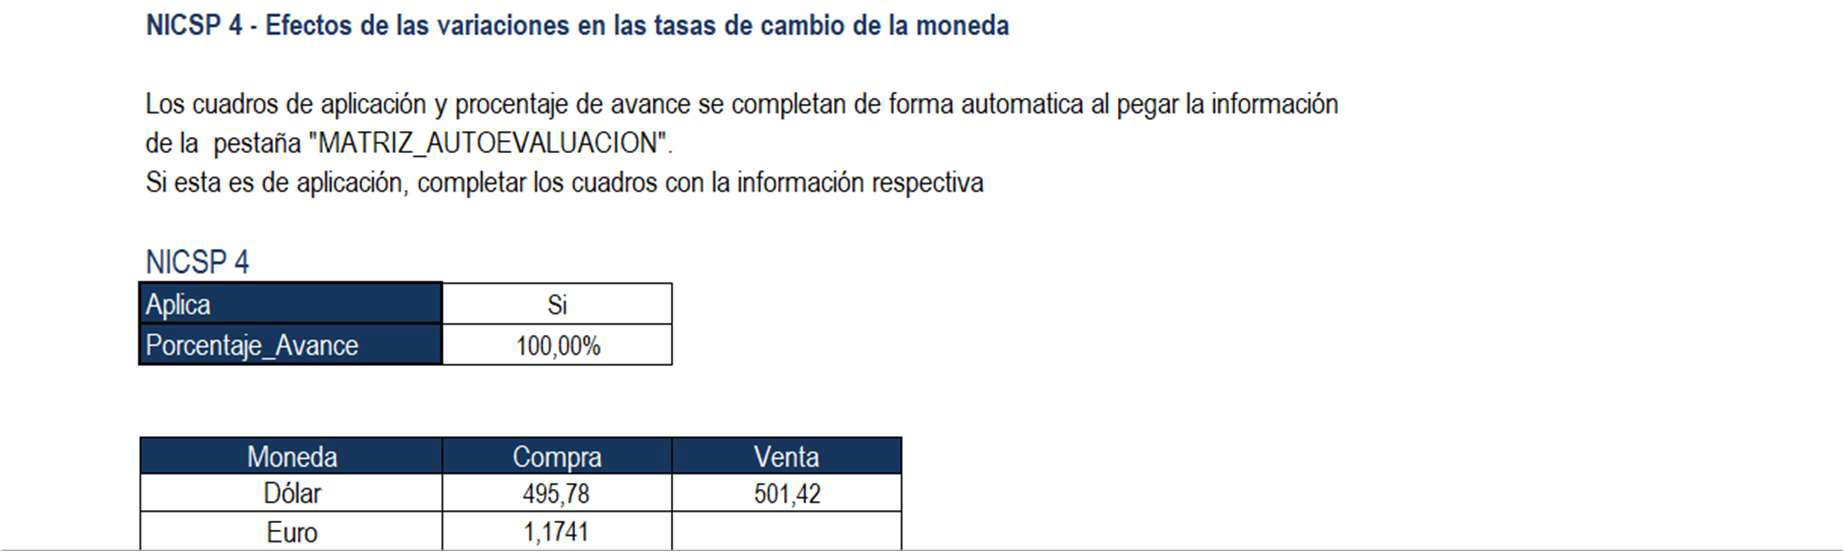 NICSP 4 - Efectos de las variaciones en las tasas de cambio de la moneda
Los cuadros de aplicación y procentaje de avance se completan de forma automatica al pegar la información
de la  pestaña "MATRIZ_AUTOEVALUACION".
Si esta es de aplicación, completar los cuadros con la información respectiva
NICSP 4
Aplica Si
Porcentaje_Avance 100,00%
Moneda Compra Venta
Dólar 495,78 501,42
Euro 1,1741